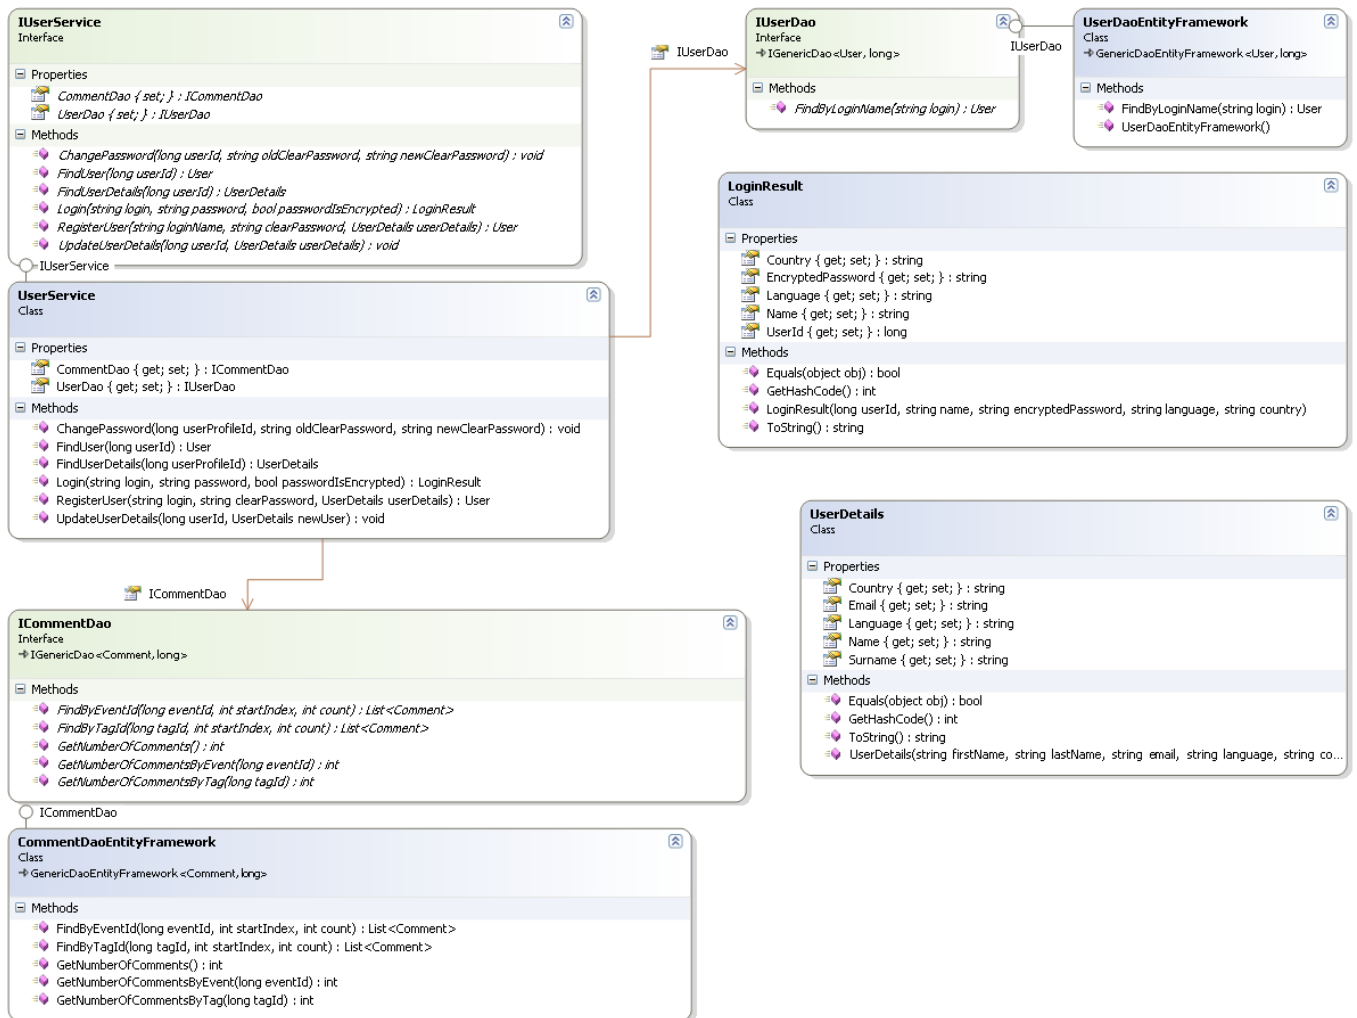 IUserService
Interface
Properties
CommentDao { set; } : ICommentDao
UserDao { set; } : IUserDao
Methods
ChangePassword(long userId, string oldClearPassword, string newClearPassword) : void
FindUser(long userId) : User
FindUserDetails(long userId) : UserDetails
Login(string login, string password, bool passwordIsEncrypted) : LoginResult
RegisterUser(string loginName, string clearPassword, UserDetails userDetails) : User
UpdateUserDetails(long userId, UserDetails userDetails) : void
IUserService
UserService
Class
Properties
CommentDao { get; set; } : ICommentDao
UserDao { get; set; } : IUserDao
Methods
ChangePassword(long userProfileId, string oldClearPassword, string newClearPassword) : void
FindUser(long userId) : User
FindUserDetails(long userProfileId) : UserDetails
Login(string login, string password, bool passwordIsEncrypted) : LoginResult
RegisterUser(string login, string clearPassword, UserDetails userDetails) : User
UpdateUserDetails(long userId, UserDetails newUser) : void
ICommentDao
ICommentDao
Interface
IGenericDao<Comment, long>
Methods
FindByEventId(long eventId, int startIndex, int count) : List<Comment>
FindByTagId(long tagId, int startIndex, int count) : List<Comment>
GetNumberOfComments() : int
GetNumberOfCommentsByEvent(long eventId) : int
GetNumberOfCommentsByTag(long tagId) : int
ICommentDao
CommentDaoEntityFramework
Class
GenericDaoEntityFramework<Comment, long>
Methods
FindByEventId(long eventId, int startIndex, int count) : List<Comment>
FindByTagId(long tagId, int startIndex, int count) : List<Comment>
GetNumberOfComments() : int
GetNumberOfCommentsByEvent(long eventId) : int
GetNumberOfCommentsByTag(long tagId) : int
IUserDao
IUserDao
Interface
IGenericDao<User, long>
Methods
FindByLoginName(string login) : User
IUserDao
UserDaoEntityFramework
Class
GenericDaoEntityFramework<User, long>
Methods
FindByLoginName(string login) : User
UserDaoEntityFramework()
LoginResult
Class
Properties
Country { get; set; } : string
EncryptedPassword { get; set; } : string
Language { get; set; } : string
Name { get; set; } : string
UserId { get; set; } : long
Methods
Equals(object obj) : bool
GetHashCode() : int
LoginResult(long userId, string name, string encryptedPassword, string language, string country)
ToString() : string
UserDetails
Class
Properties
Country { get; set; } : string
Email { get; set; } : string
Language { get; set; } : string
Name { get; set; } : string
Surname { get; set; } : string
Methods
Equals(object obj) : bool
GetHashCode() : int
ToString() : string
UserDetails(string firstName, string lastName, string email, string language, string co...